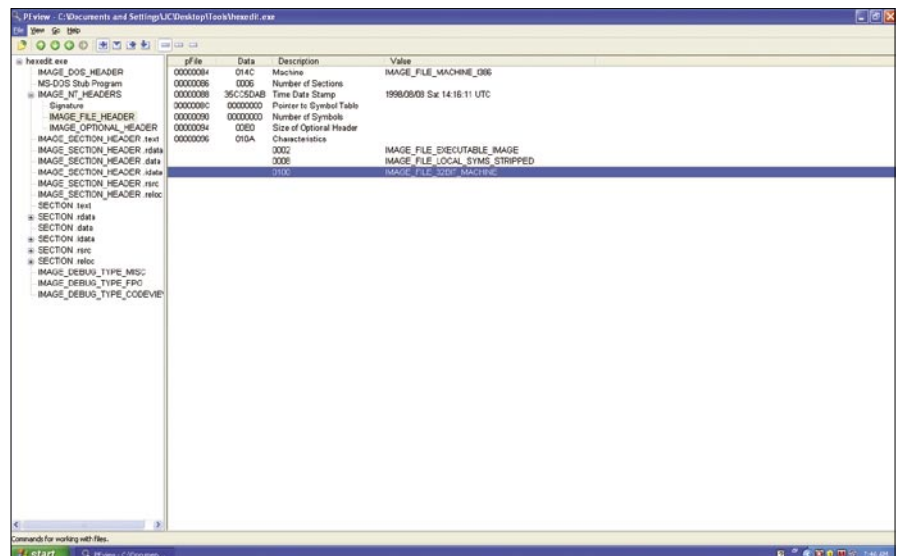 PEview - C:\Documents and Settings\JC\Desktop\Tools\hexedit.exe
File View Go Help
hexedit.exe
IMAGE_DOS_HEADER
MS-DOS Stub Program
IMAGE_NT_HEADERS
Signature
IMAGE_FILE_HEADER
IMAGE_OPTIONAL_HEADER
IMAGE_SECTION_HEADER .text
IMAGE_SECTION_HEADER .rdata
IMAGE_SECTION_HEADER .data
IMAGE_SECTION_HEADER .idata
IMAGE_SECTION_HEADER .rsrc
IMAGE_SECTION_HEADER .reloc
SECTION .text
SECTION .rdata
SECTION .data
SECTION .idata
SECTION .rsrc
SECTION .reloc
IMAGE_DEBUG_TYPE_MISC
IMAGE_DEBUG_TYPE_FPO
IMAGE_DEBUG_TYPE_CODEVIE
pFile Data Description Value
00000084 014C Machine IMAGE_FILE_MACHINE_I386
00000086 0006 Number of Sections
00000088 35CC5DAB Time Date Stamp 1998/08/08 Sat 14:16:11 UTC
0000008C 00000000 Pointer to Symbol Table
00000090 00000000 Number of Symbols
00000094 00E0 Size of Optional Header
00000096 010A Characteristics
0002 IMAGE_FILE_EXECUTABLE_IMAGE
0008 IMAGE_FILE_LOCAL_SYMS_STRIPPED
0100 IMAGE_FILE_32BIT_MACHINE
Commands for working with files.
start